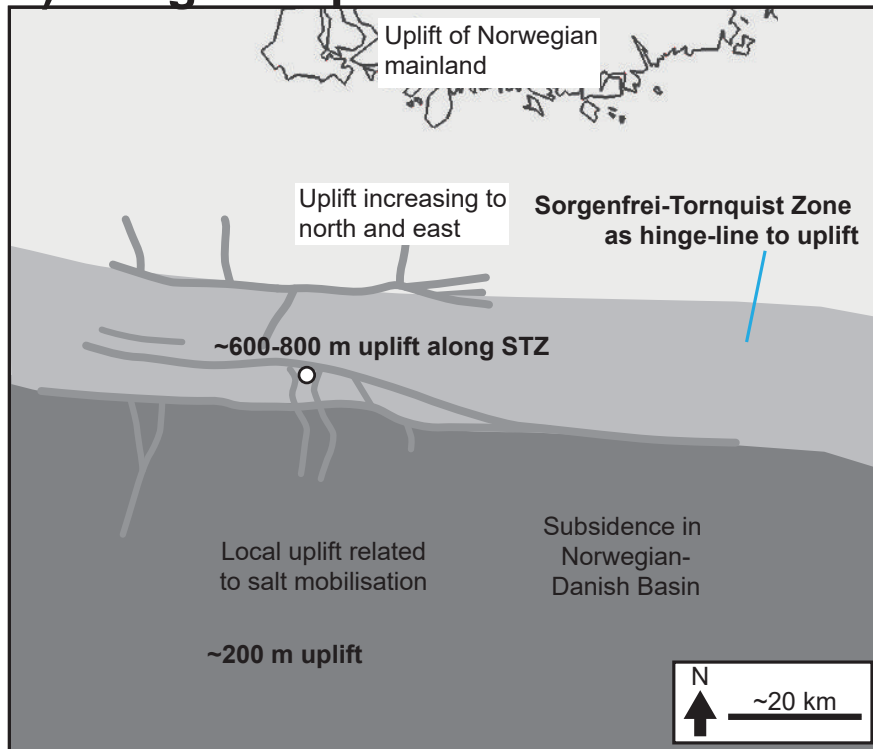 Uplift of Norwegian
mainland
Uplift increasing to
north and east
Sorgenfrei-Tornquist Zone
as hinge-line to uplift
~600-800 m uplift along STZ
Local uplift related
to salt mobilisation
Subsidence in
Norwegian-
Danish Basin
~200 m uplift
N
~20 km